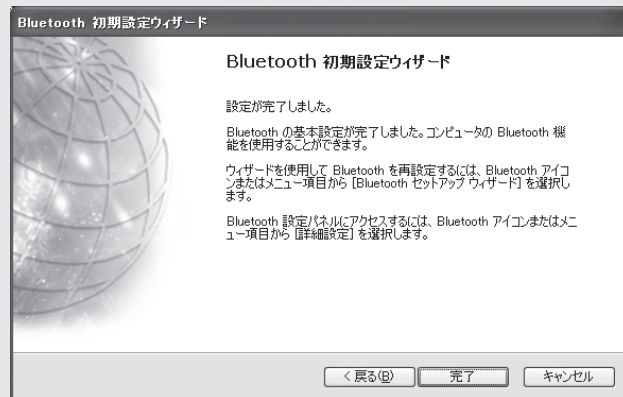 Bluetooth 初期設定ウィザード
Bluetooth 初期設定ウィザード
設定が完了しました。
Bluetooth の基本設定が完了しました。コンピュータの Bluetooth 機
能を使用することができます。
ウィザードを使用して Bluetooth を再設定するには、Bluetooth アイコ
ンまたはメニュー項目から [Bluetooth セットアップ ウィザード] を選択し
ます。
Bluetooth 設定パネルにアクセスするには、Bluetooth アイコンまたはメニ
ュー項目から [詳細設定] を選択します。
< 戻る(B) 完了 キャンセル